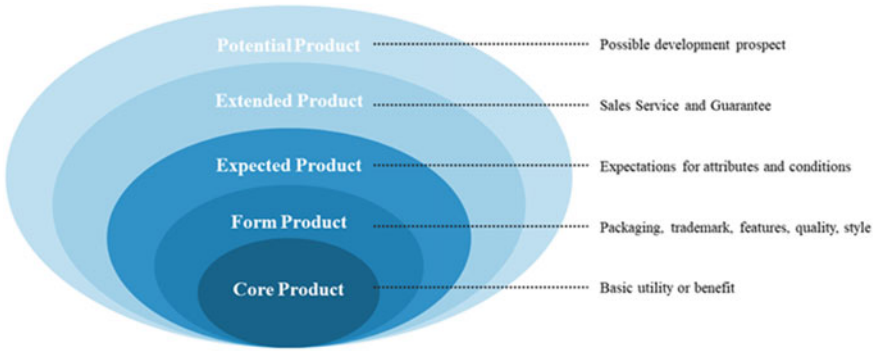 Potential Product
Possible development prospect
Extended Product
Sales Service and Guarantee
Expected Product
Expectations for attributes and conditions
Form Product
Packaging, trademark, features, quality, style
Core Product
Basic utility or benefit